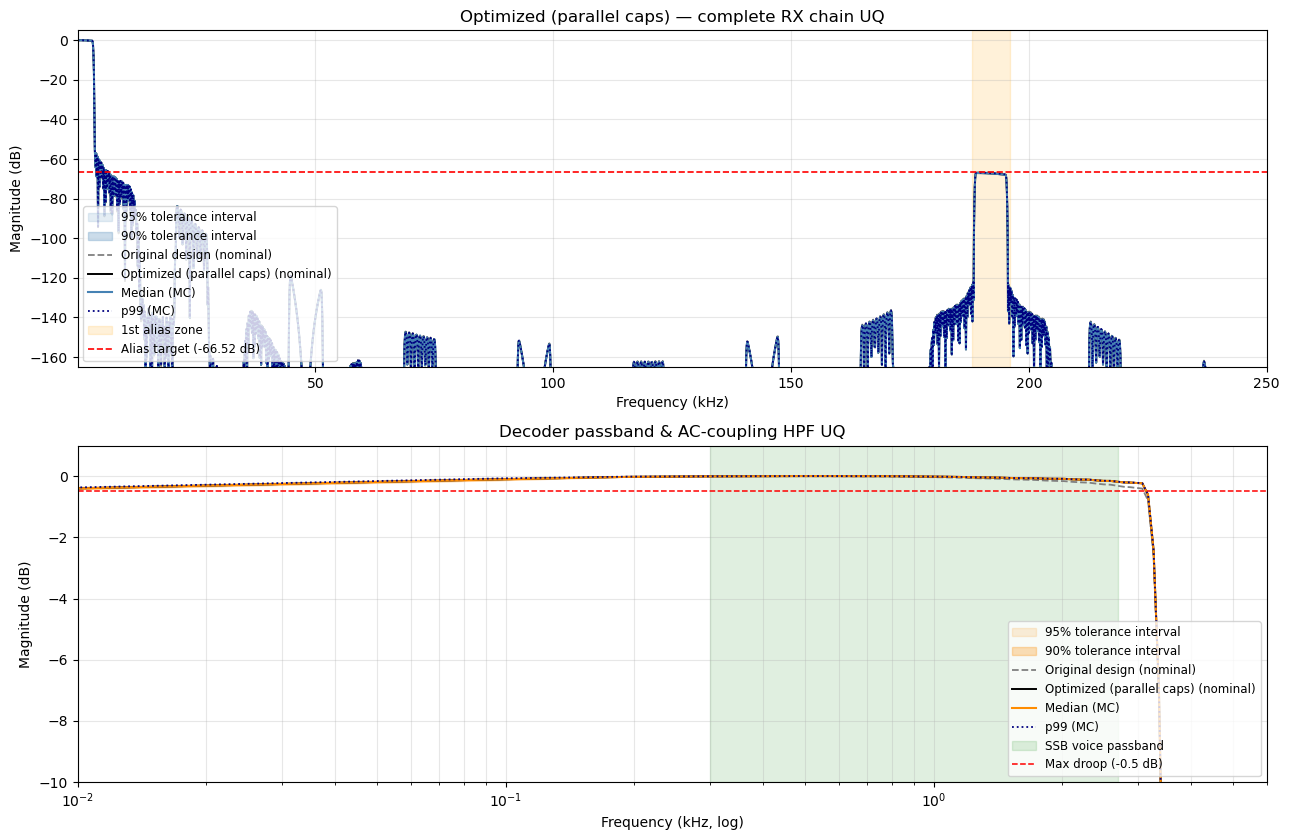 Optimized (parallel caps) — complete RX chain UQ
Magnitude (dB)
0
−20
−40
−60
−80
−100
−120
−140
−160
95% tolerance interval
90% tolerance interval
Original design (nominal)
Optimized (parallel caps) (nominal)
Median (MC)
p99 (MC)
1st alias zone
Alias target (-66.52 dB)
50
100
150
200
250
Frequency (kHz)
Decoder passband & AC-coupling HPF UQ
Magnitude (dB)
0
−2
−4
−6
−8
−10
95% tolerance interval
90% tolerance interval
Original design (nominal)
Optimized (parallel caps) (nominal)
Median (MC)
p99 (MC)
SSB voice passband
Max droop (-0.5 dB)
10⁻²
10⁻¹
10⁰
Frequency (kHz, log)